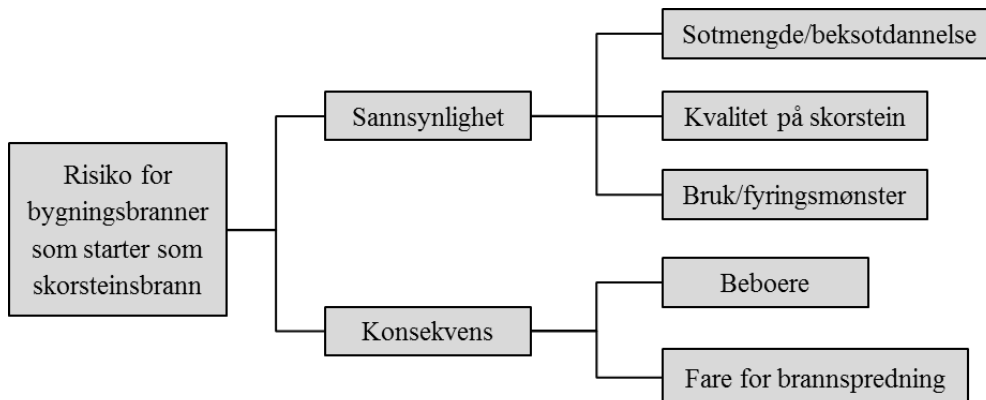 Risiko for
bygningsbranner
som starter som
skorsteinsbrann
Sannsynlighet
Sotmengde/beksotdannelse
Kvalitet på skorstein
Bruk/fyringsmønster
Konsekvens
Beboere
Fare for brannspredning